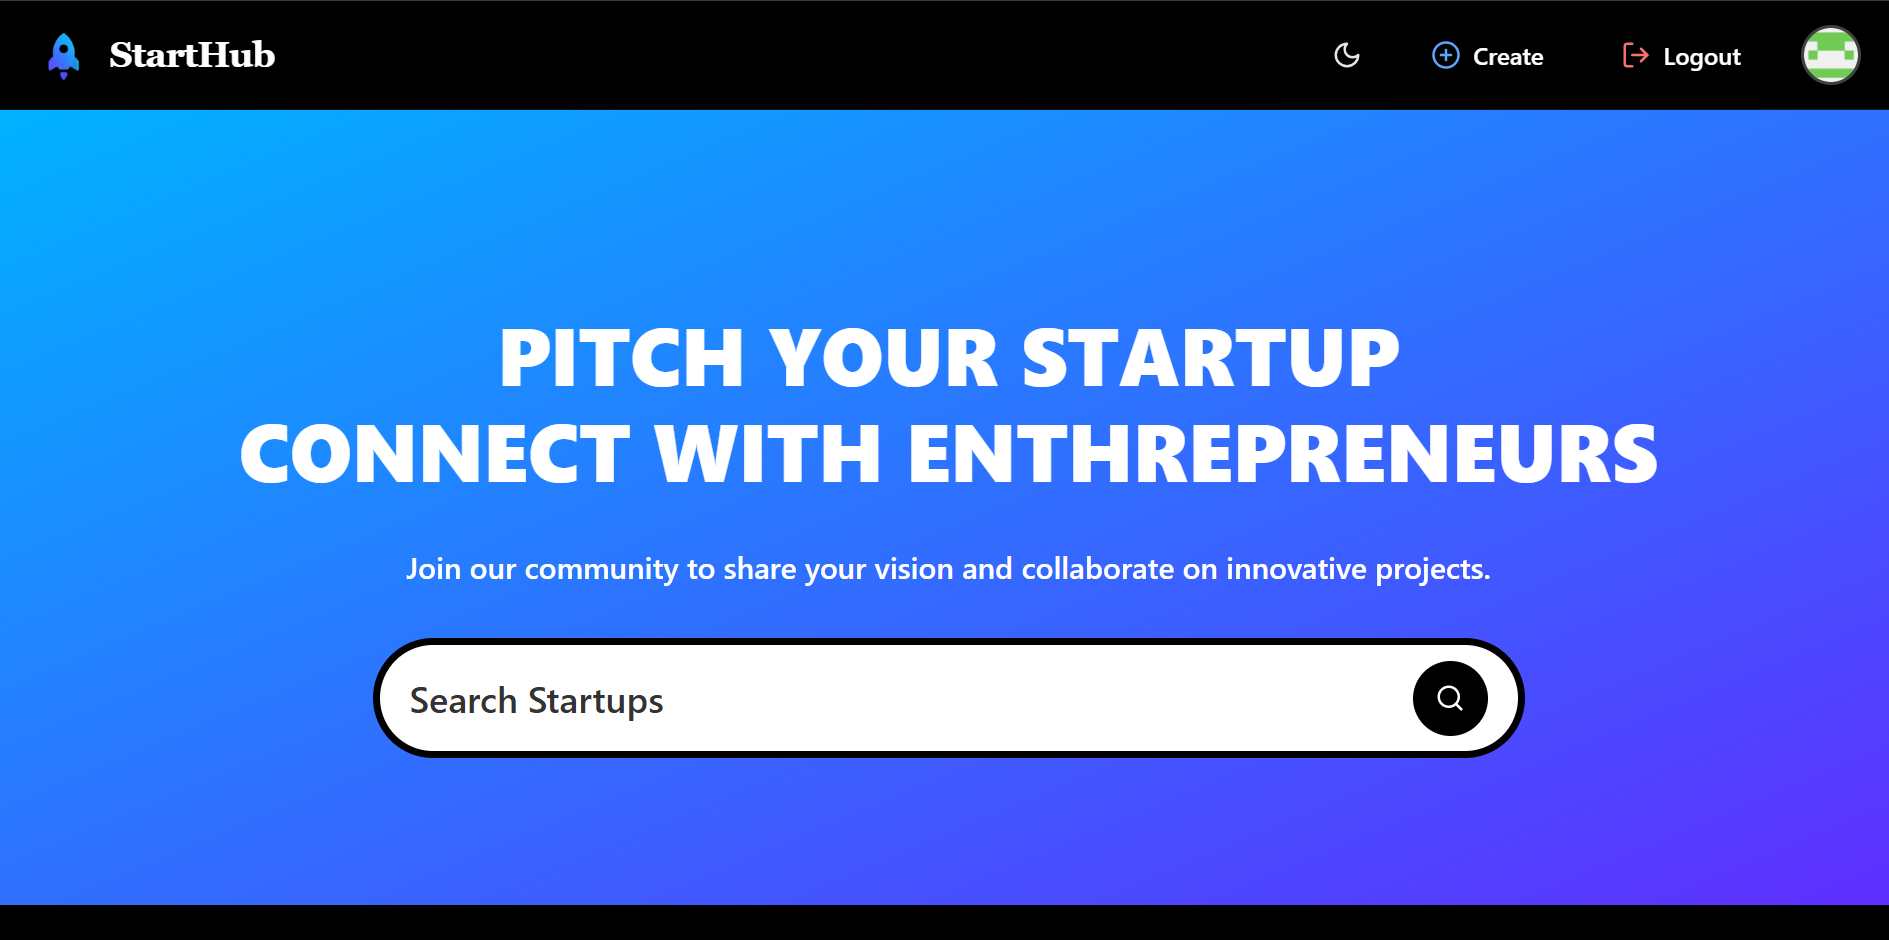 StartHub
Create
Logout
PITCH YOUR STARTUP
CONNECT WITH ENTHREPRENEURS
Join our community to share your vision and collaborate on innovative projects.
Search Startups